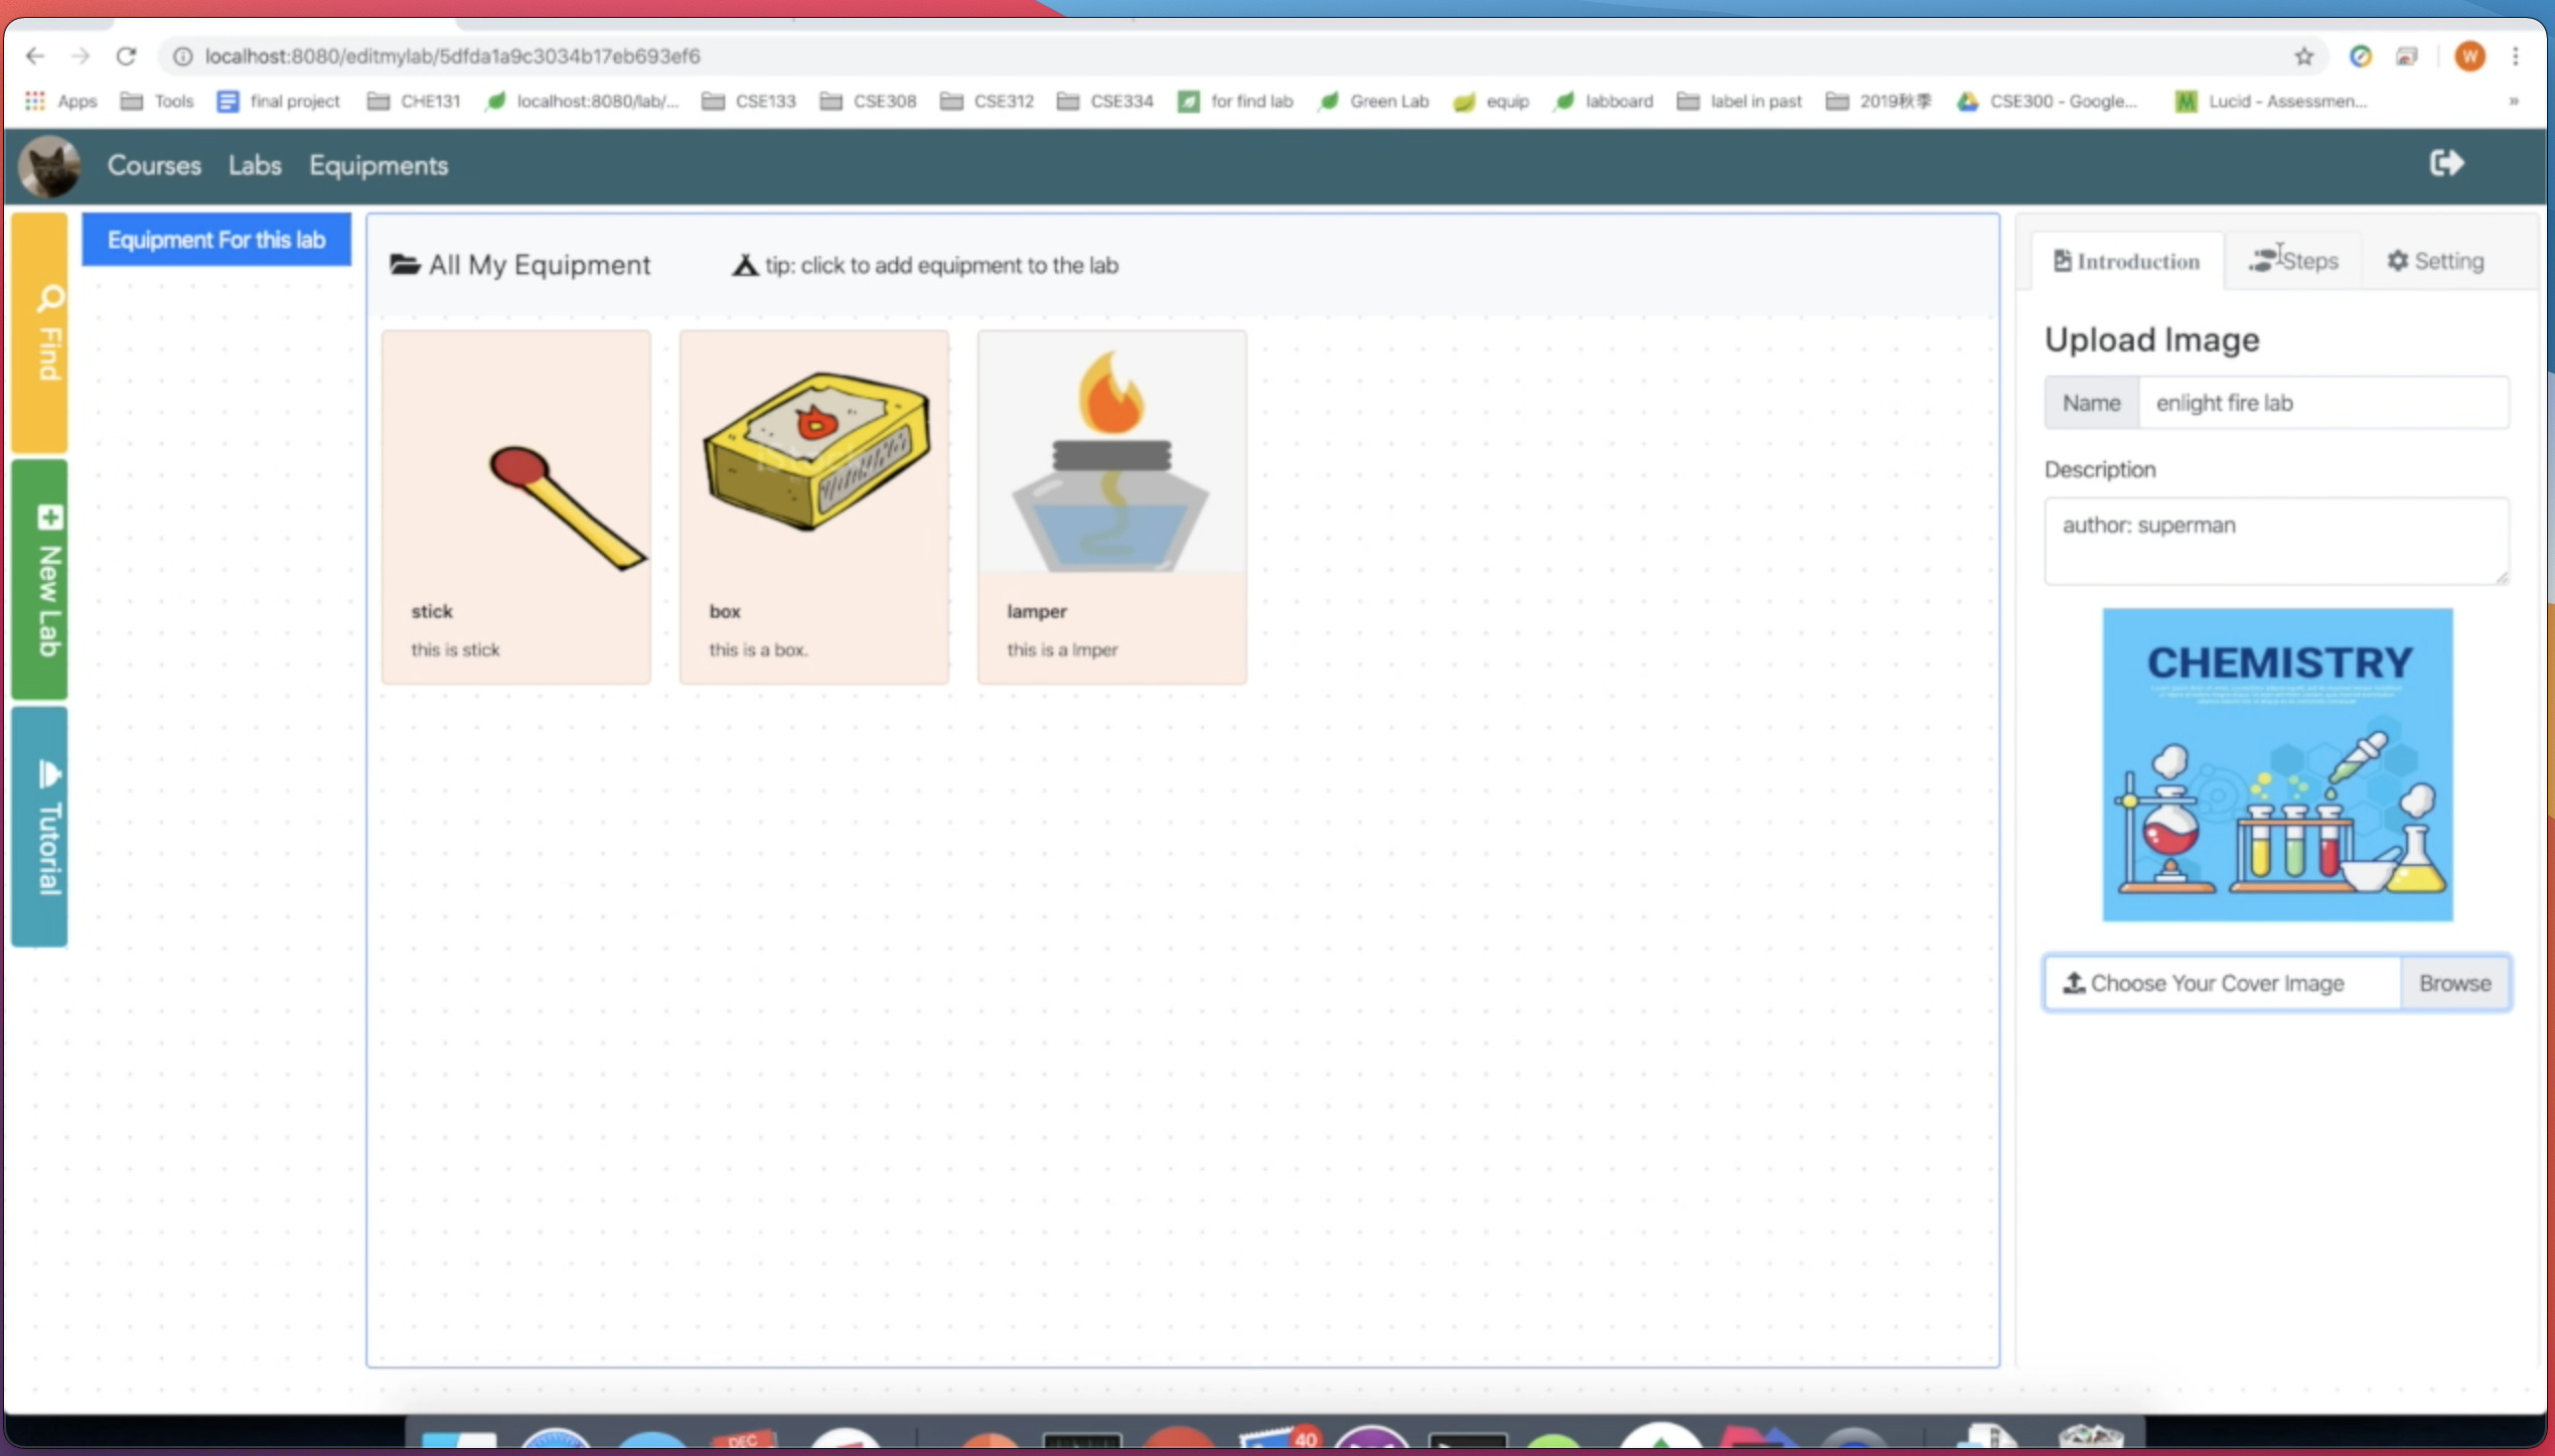 localhost:8080/editmylab/5dfda1a9c3034b17eb693ef6
W
Apps Tools final project CHE131 localhost:8080/lab/... CSE133 CSE308 CSE312 CSE334 for find lab Green Lab equip labboard label in past 2019秋季 CSE300 - Google... Lucid - Assessmen... »
Courses Labs Equipments
Find
New Lab
Tutorial
Equipment For this lab
All My Equipment tip: click to add equipment to the lab
stick
this is stick
box
this is a box.
lamper
this is a lmper
Introduction Steps Setting
Upload Image
Name enlight fire lab
Description
author: superman
CHEMISTRY
Choose Your Cover Image Browse
DEC
40